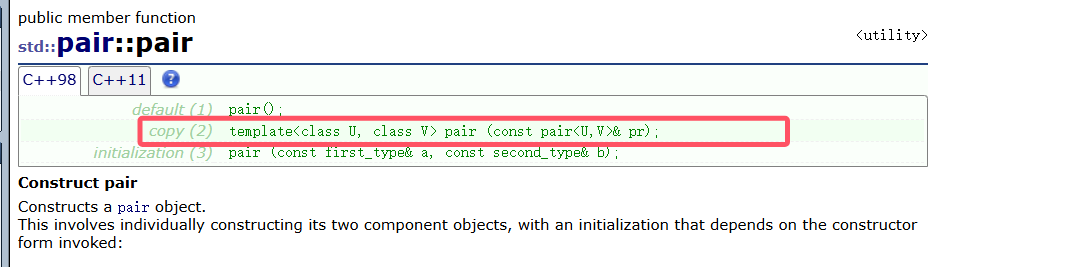 public member function
std::pair::pair
<utility>
C++98 C++11 ?
default (1) pair();
copy (2) template<class U, class V> pair (const pair<U,V>& pr);
initialization (3) pair (const first_type& a, const second_type& b);
Construct pair
Constructs a pair object.
This involves individually constructing its two component objects, with an initialization that depends on the constructor
form invoked: